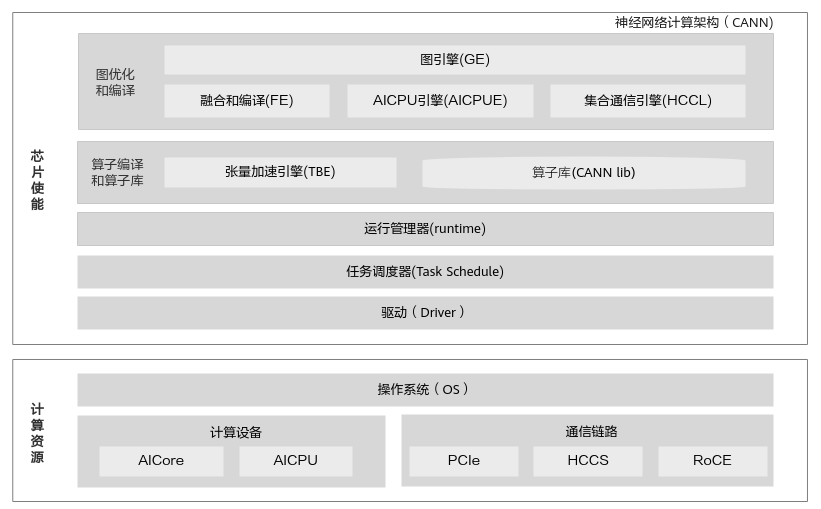 神经网络计算架构（CANN)
图优化
和编译
图引擎(GE)
融合和编译(FE)
AICPU引擎(AICPUE)
集合通信引擎(HCCL)
芯片使能
算子编译
和算子库
张量加速引擎(TBE)
算子库(CANN lib)
运行管理器(runtime)
任务调度器(Task Schedule)
驱动（Driver）
计算资源
操作系统（OS）
计算设备
AICore
AICPU
通信链路
PCIe
HCCS
RoCE